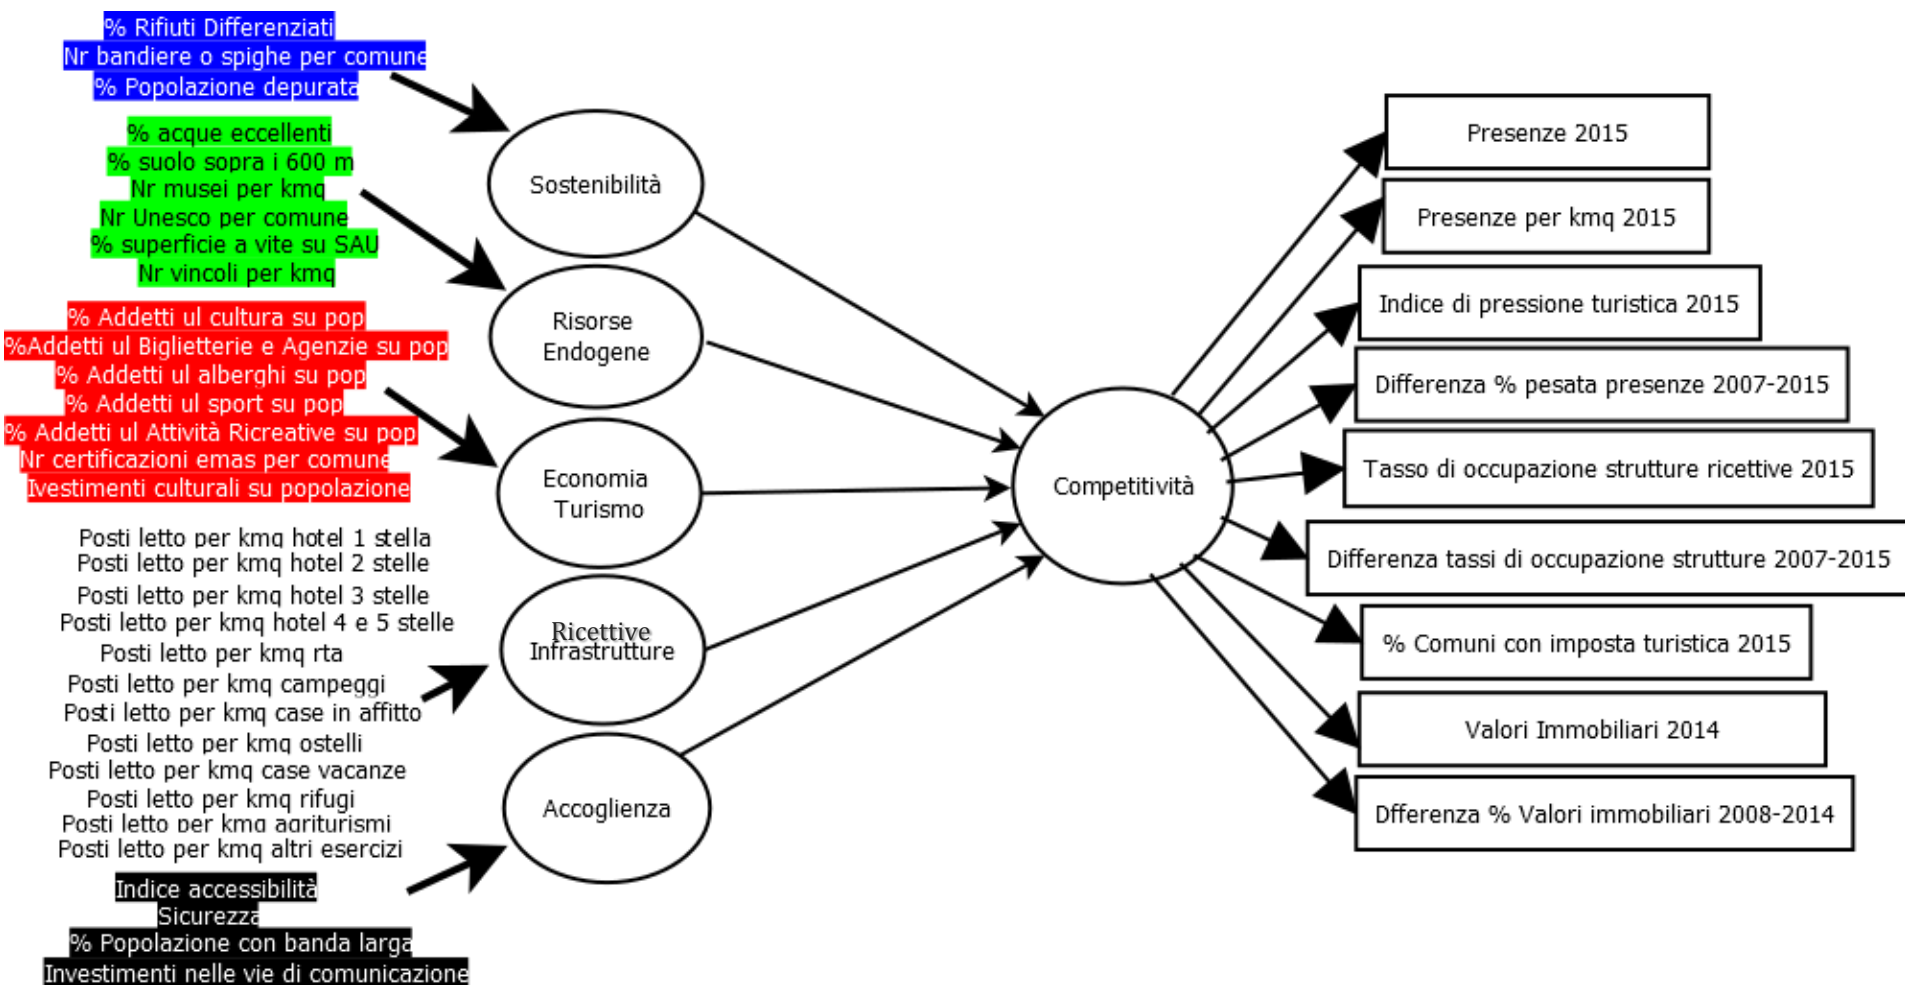 % Rifiuti Differenziati
Nr bandiere o spighe per comune
% Popolazione depurata
% acque eccellenti
% suolo sopra i 600 m
Nr musei per kmq
Nr Unesco per comune
% superficie a vite su SAU
Nr vincoli per kmq
% Addetti ul cultura su pop
%Addetti ul Biglietterie e Agenzie su pop
% Addetti ul alberghi su pop
% Addetti ul sport su pop
% Addetti ul Attività Ricreative su pop
Nr certificazioni emas per comune
Ivestimenti culturali su popolazione
Posti letto per kmq hotel 1 stella
Posti letto per kmq hotel 2 stelle
Posti letto per kmq hotel 3 stelle
Posti letto per kmq hotel 4 e 5 stelle
Posti letto per kmq rta
Posti letto per kmq campeggi
Posti letto per kmq case in affitto
Posti letto per kmq ostelli
Posti letto per kmq case vacanze
Posti letto per kmq rifugi
Posti letto per kmq agriturismi
Posti letto per kmq altri esercizi
Indice accessibilità
Sicurezza
% Popolazione con banda larga
Investimenti nelle vie di comunicazione
Sostenibilità
Risorse
Endogene
Economia
Turismo
Ricettive
Infrastrutture
Accoglienza
Competitività
Presenze 2015
Presenze per kmq 2015
Indice di pressione turistica 2015
Differenza % pesata presenze 2007-2015
Tasso di occupazione strutture ricettive 2015
Differenza tassi di occupazione strutture 2007-2015
% Comuni con imposta turistica 2015
Valori Immobiliari 2014
Dfferenza % Valori immobiliari 2008-2014